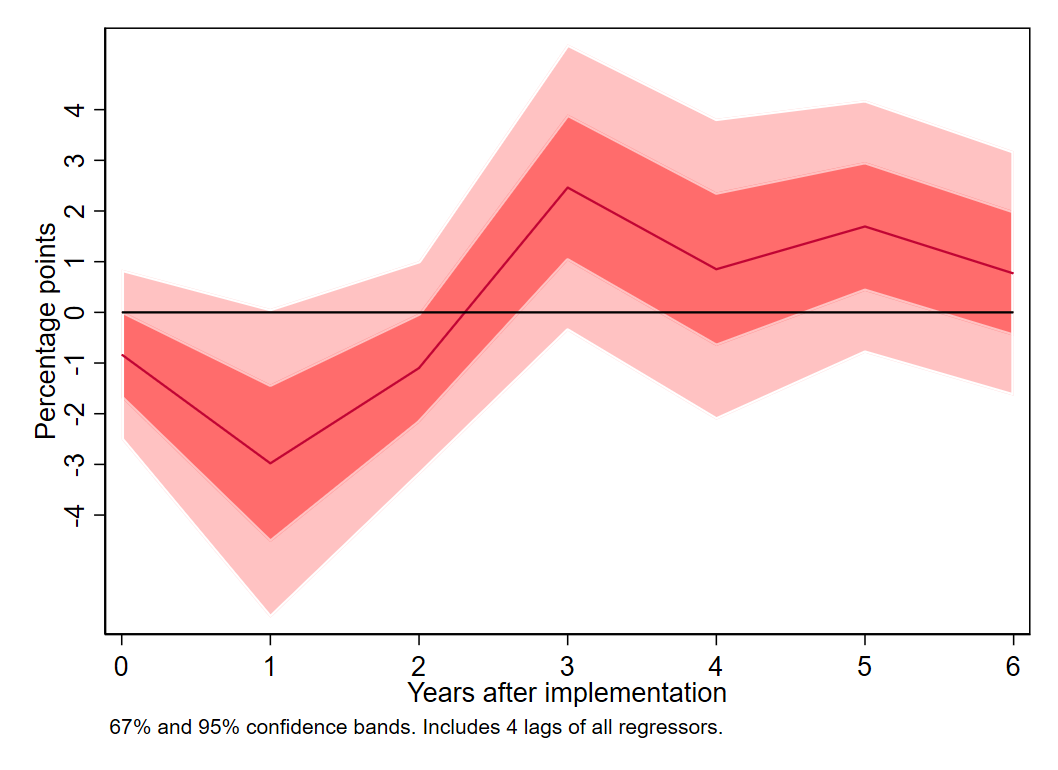 Percentage points
4
3
2
1
0
-1
-2
-3
-4
0 1 2 3 4 5 6
Years after implementation
67% and 95% confidence bands. Includes 4 lags of all regressors.